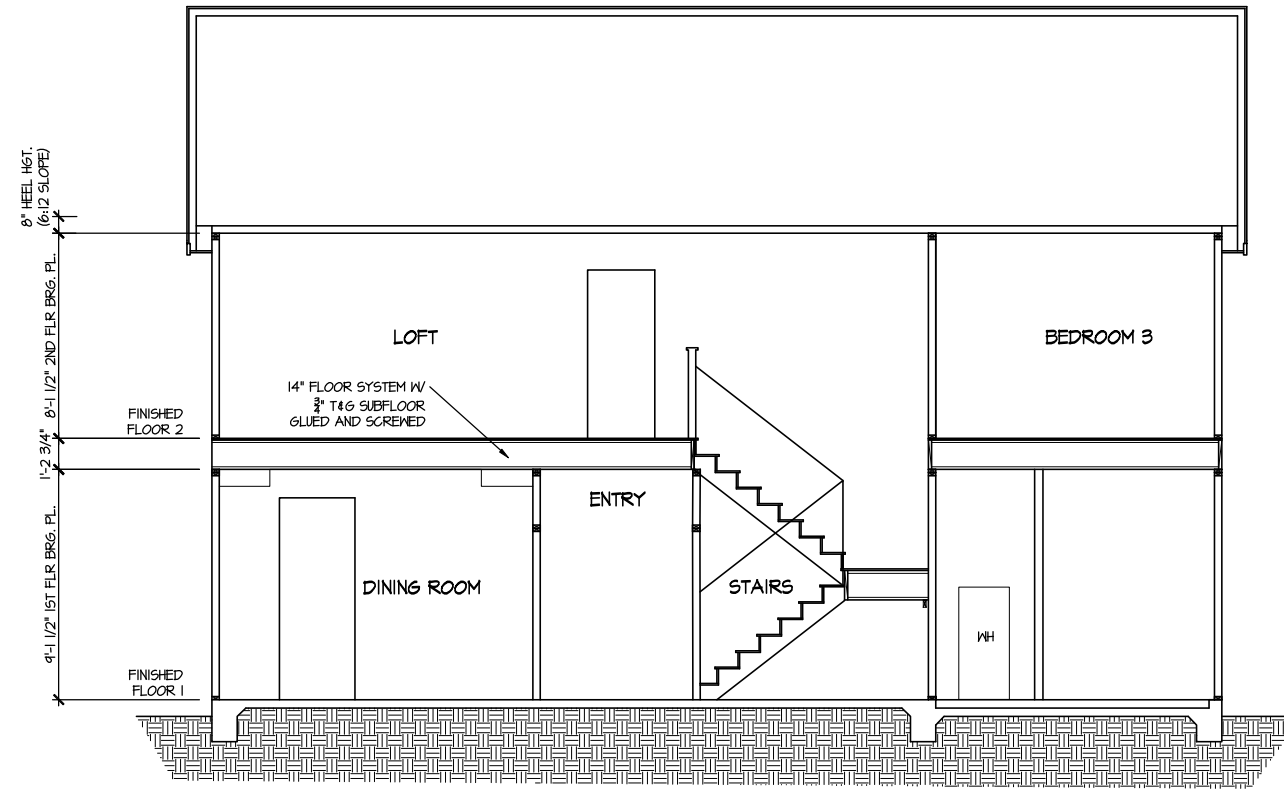 8" HEEL HGT.
(6:12 SLOPE)
8'-1 1/2" 2ND FLR BRG. PL.
1'-2 3/4"
9'-1 1/2" 1ST FLR BRG. PL.
FINISHED
FLOOR 2
FINISHED
FLOOR 1
LOFT
BEDROOM 3
14" FLOOR SYSTEM W/
3/4" T&G SUBFLOOR
GLUED AND SCREWED
ENTRY
DINING ROOM
STAIRS
WH